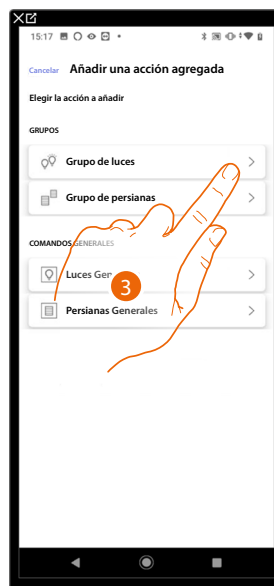 15:17
Cancelar Añadir una acción agregada
Elegir la acción a añadir
GRUPOS
Grupo de luces
Grupo de persianas
COMANDOS GENERALES
Luces Gen
3
Persianas Generales